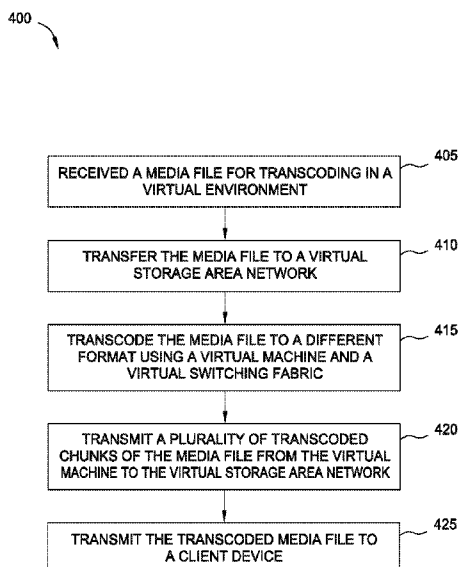 400
405
RECEIVED A MEDIA FILE FOR TRANSCODING IN A
VIRTUAL ENVIRONMENT
410
TRANSFER THE MEDIA FILE TO A VIRTUAL
STORAGE AREA NETWORK
415
TRANSCODE THE MEDIA FILE TO A DIFFERENT
FORMAT USING A VIRTUAL MACHINE AND A
VIRTUAL SWITCHING FABRIC
420
TRANSMIT A PLURALITY OF TRANSCODED
CHUNKS OF THE MEDIA FILE FROM THE VIRTUAL
MACHINE TO THE VIRTUAL STORAGE AREA NETWORK
425
TRANSMIT THE TRANSCODED MEDIA FILE TO
A CLIENT DEVICE